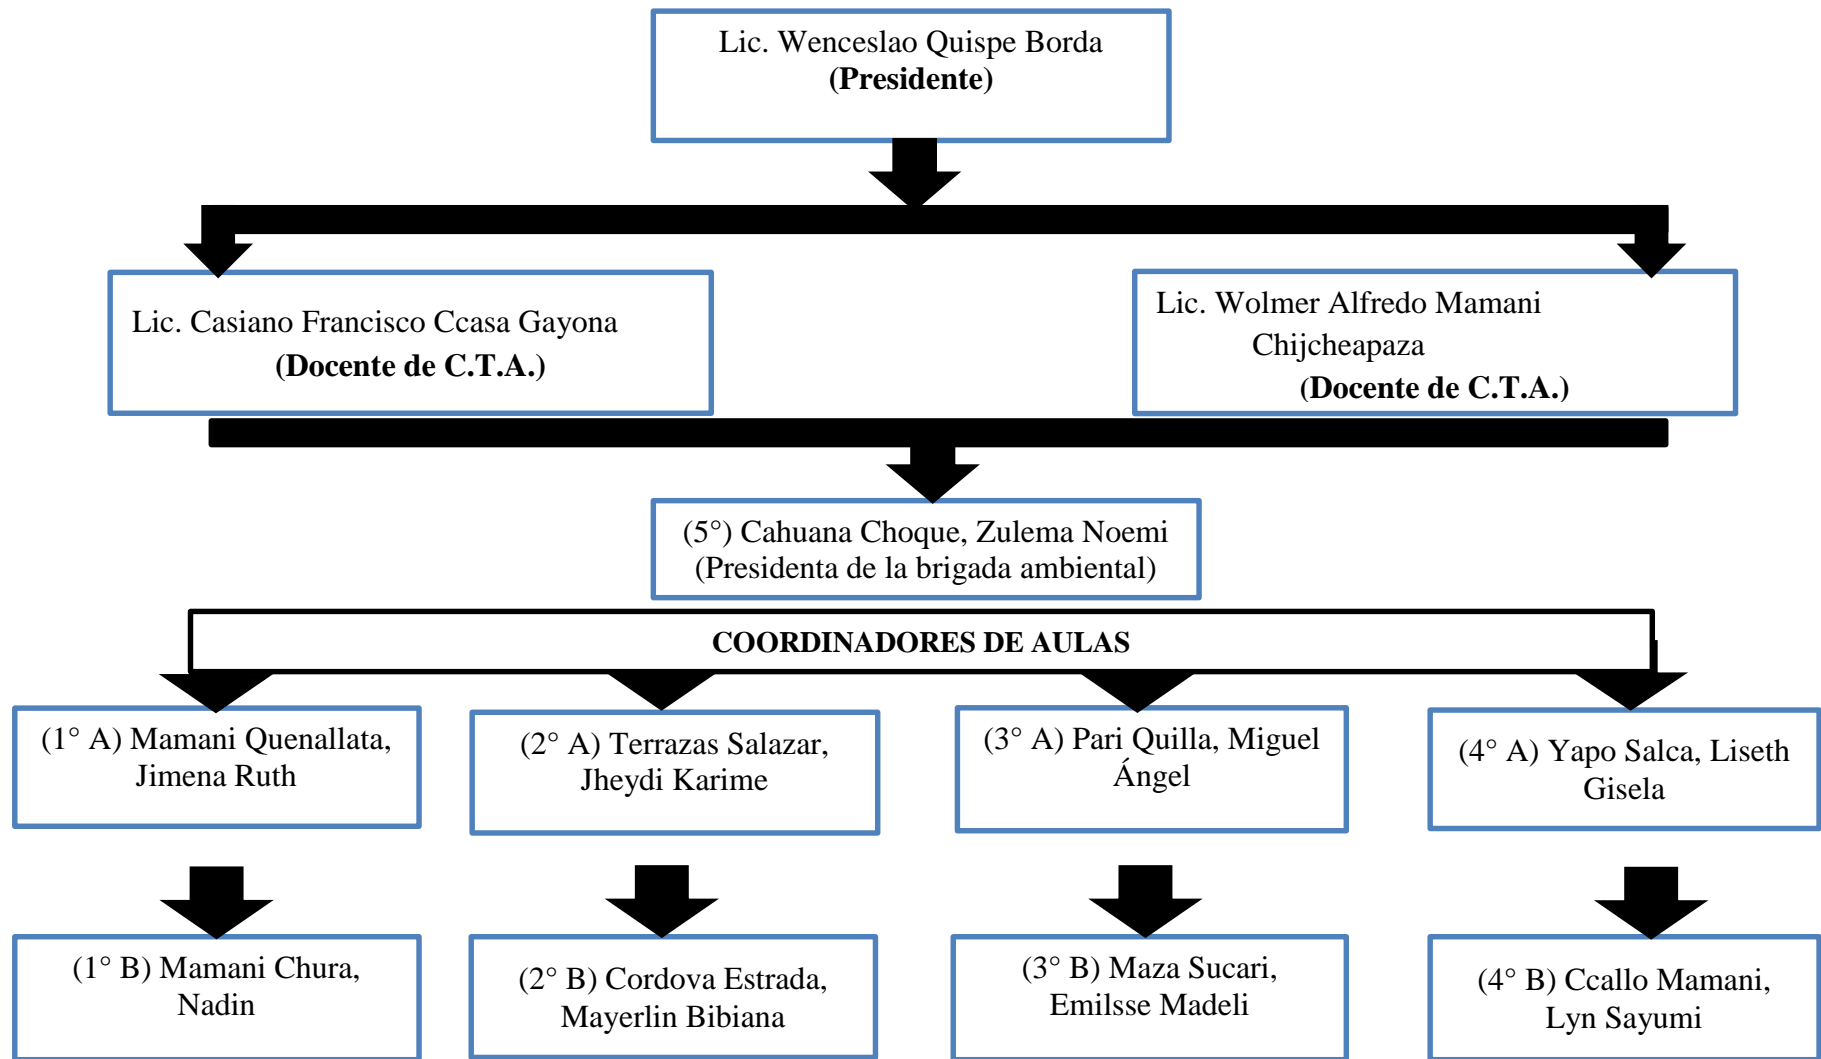 Lic. Wenceslao Quispe Borda
(Presidente)
Lic. Casiano Francisco Ccasa Gayona
(Docente de C.T.A.)
Lic. Wolmer Alfredo Mamani
Chijcheapaza
(Docente de C.T.A.)
(5°) Cahuana Choque, Zulema Noemi
(Presidenta de la brigada ambiental)
COORDINADORES DE AULAS
(1° A) Mamani Quenallata,
Jimena Ruth
(2° A) Terrazas Salazar,
Jheydi Karime
(3° A) Pari Quilla, Miguel
Ángel
(4° A) Yapo Salca, Liseth
Gisela
(1° B) Mamani Chura,
Nadin
(2° B) Cordova Estrada,
Mayerlin Bibiana
(3° B) Maza Sucari,
Emilsse Madeli
(4° B) Ccallo Mamani,
Lyn Sayumi